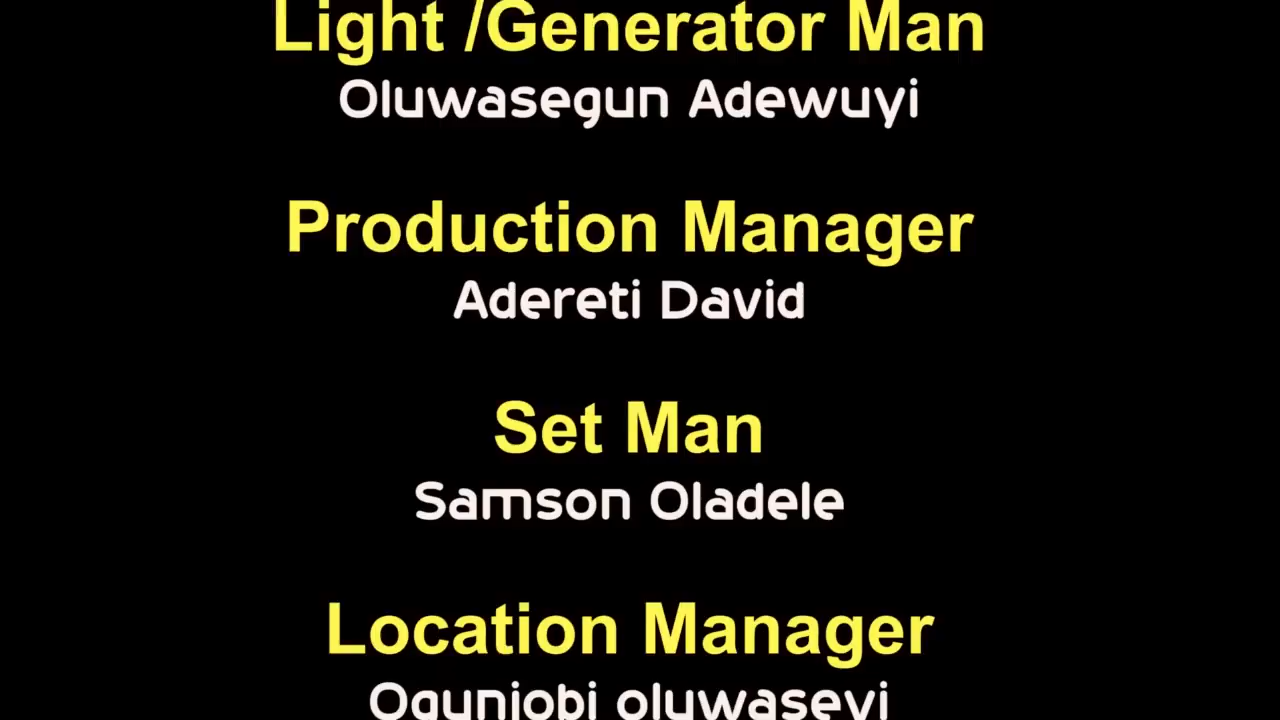 Light /Generator Man
Oluwasegun Adewuyi
Production Manager
Adereti David
Set Man
Samson Oladele
Location Manager
Ogunjobi oluwaseyi